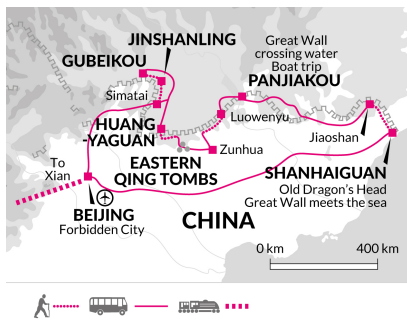 JINSHANLING
GUBEIKOU
Great Wall
crossing water
Boat trip
PANJIAKOU
Simatai
HUANG
-YAGUAN
Luowenyu
Jiaoshan
Zunhua
EASTERN
QING TOMBS
To
Xian
SHANHAIGUAN
Old Dragon's Head
Great Wall meets the sea
BEIJING
Forbidden City
CHINA
0 km
400 km